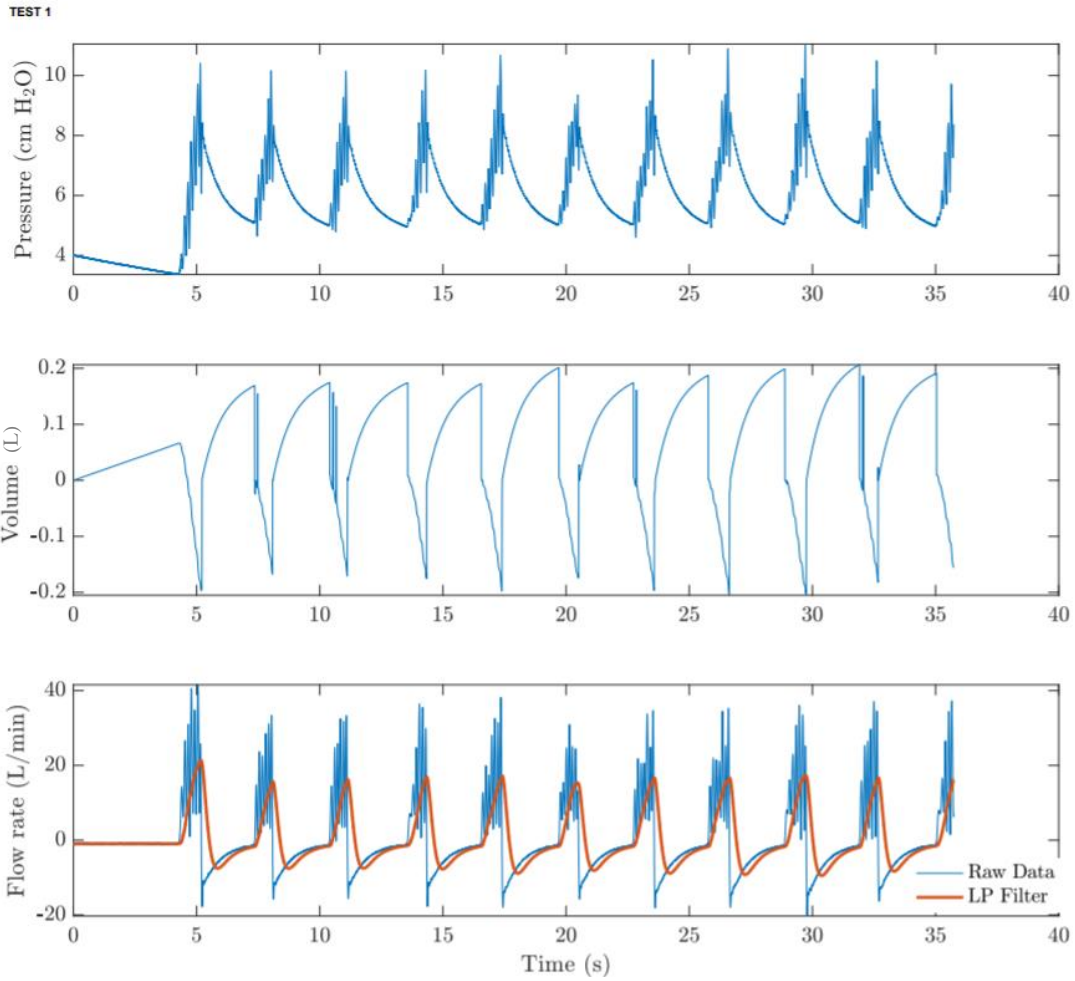 TEST 1
Pressure (cm H₂O)
10
8
6
4
0 5 10 15 20 25 30 35 40
Volume (L)
0.2
0.1
0
-0.1
-0.2
0 5 10 15 20 25 30 35 40
Flow rate (L/min)
40
20
0
-20
Raw Data
LP Filter
0 5 10 15 20 25 30 35 40
Time (s)